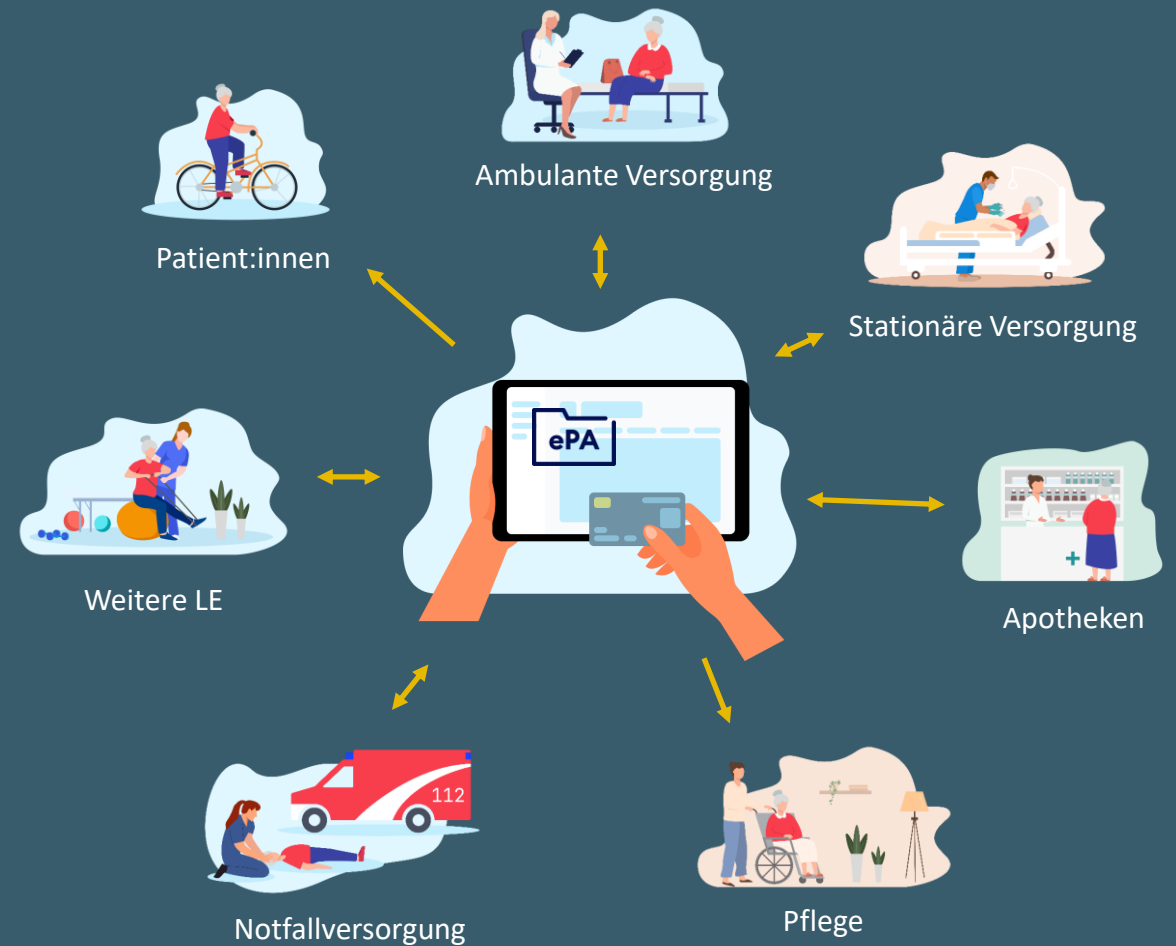 Ambulante Versorgung
Patient:innen
Stationäre Versorgung
ePA
Weitere LE
Apotheken
112
Notfallversorgung
Pflege